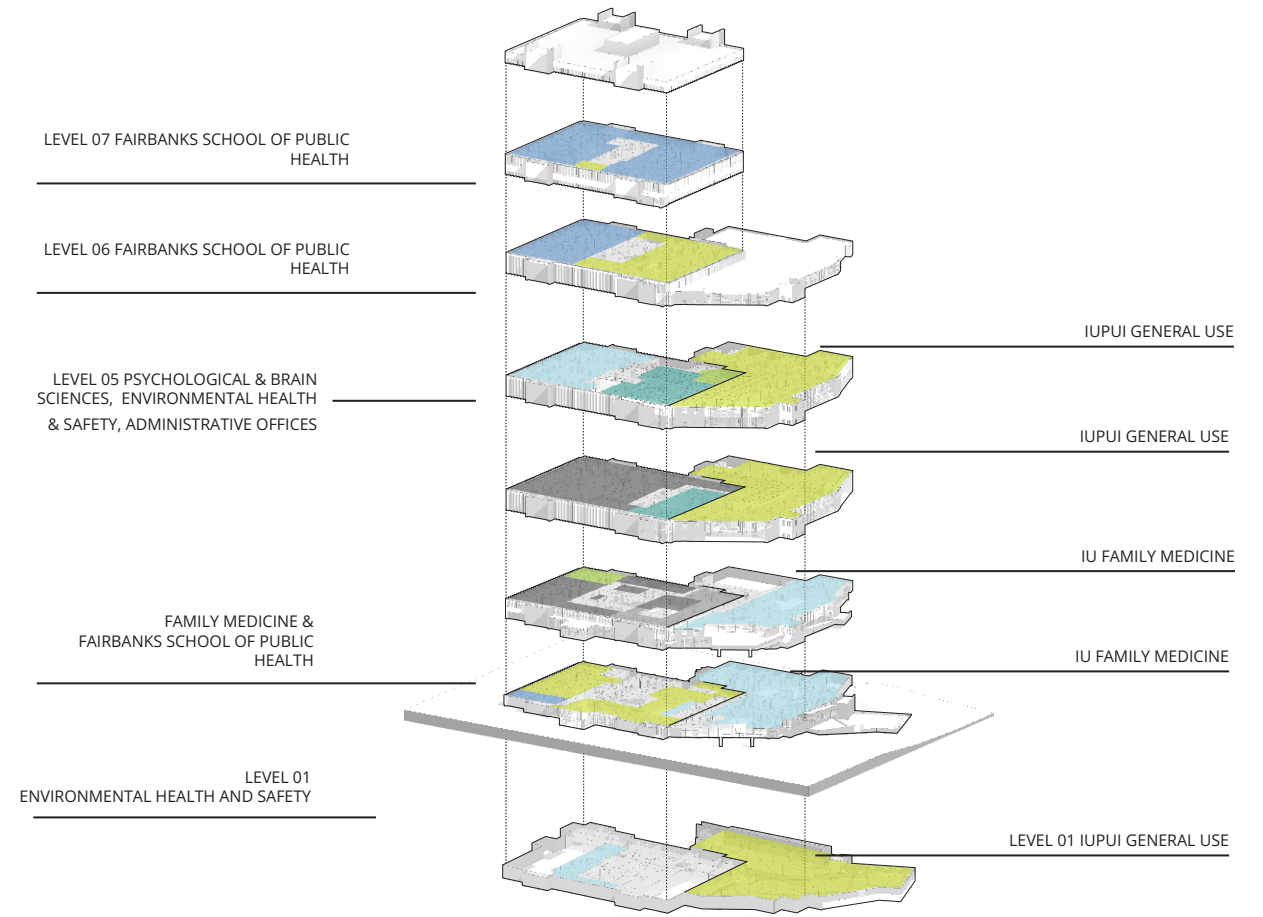 LEVEL 07 FAIRBANKS SCHOOL OF PUBLIC
HEALTH
LEVEL 06 FAIRBANKS SCHOOL OF PUBLIC
HEALTH
IUPUI GENERAL USE
LEVEL 05 PSYCHOLOGICAL & BRAIN
SCIENCES, ENVIRONMENTAL HEALTH
& SAFETY, ADMINISTRATIVE OFFICES
IUPUI GENERAL USE
IU FAMILY MEDICINE
FAMILY MEDICINE &
FAIRBANKS SCHOOL OF PUBLIC
HEALTH
IU FAMILY MEDICINE
LEVEL 01
ENVIRONMENTAL HEALTH AND SAFETY
LEVEL 01 IUPUI GENERAL USE